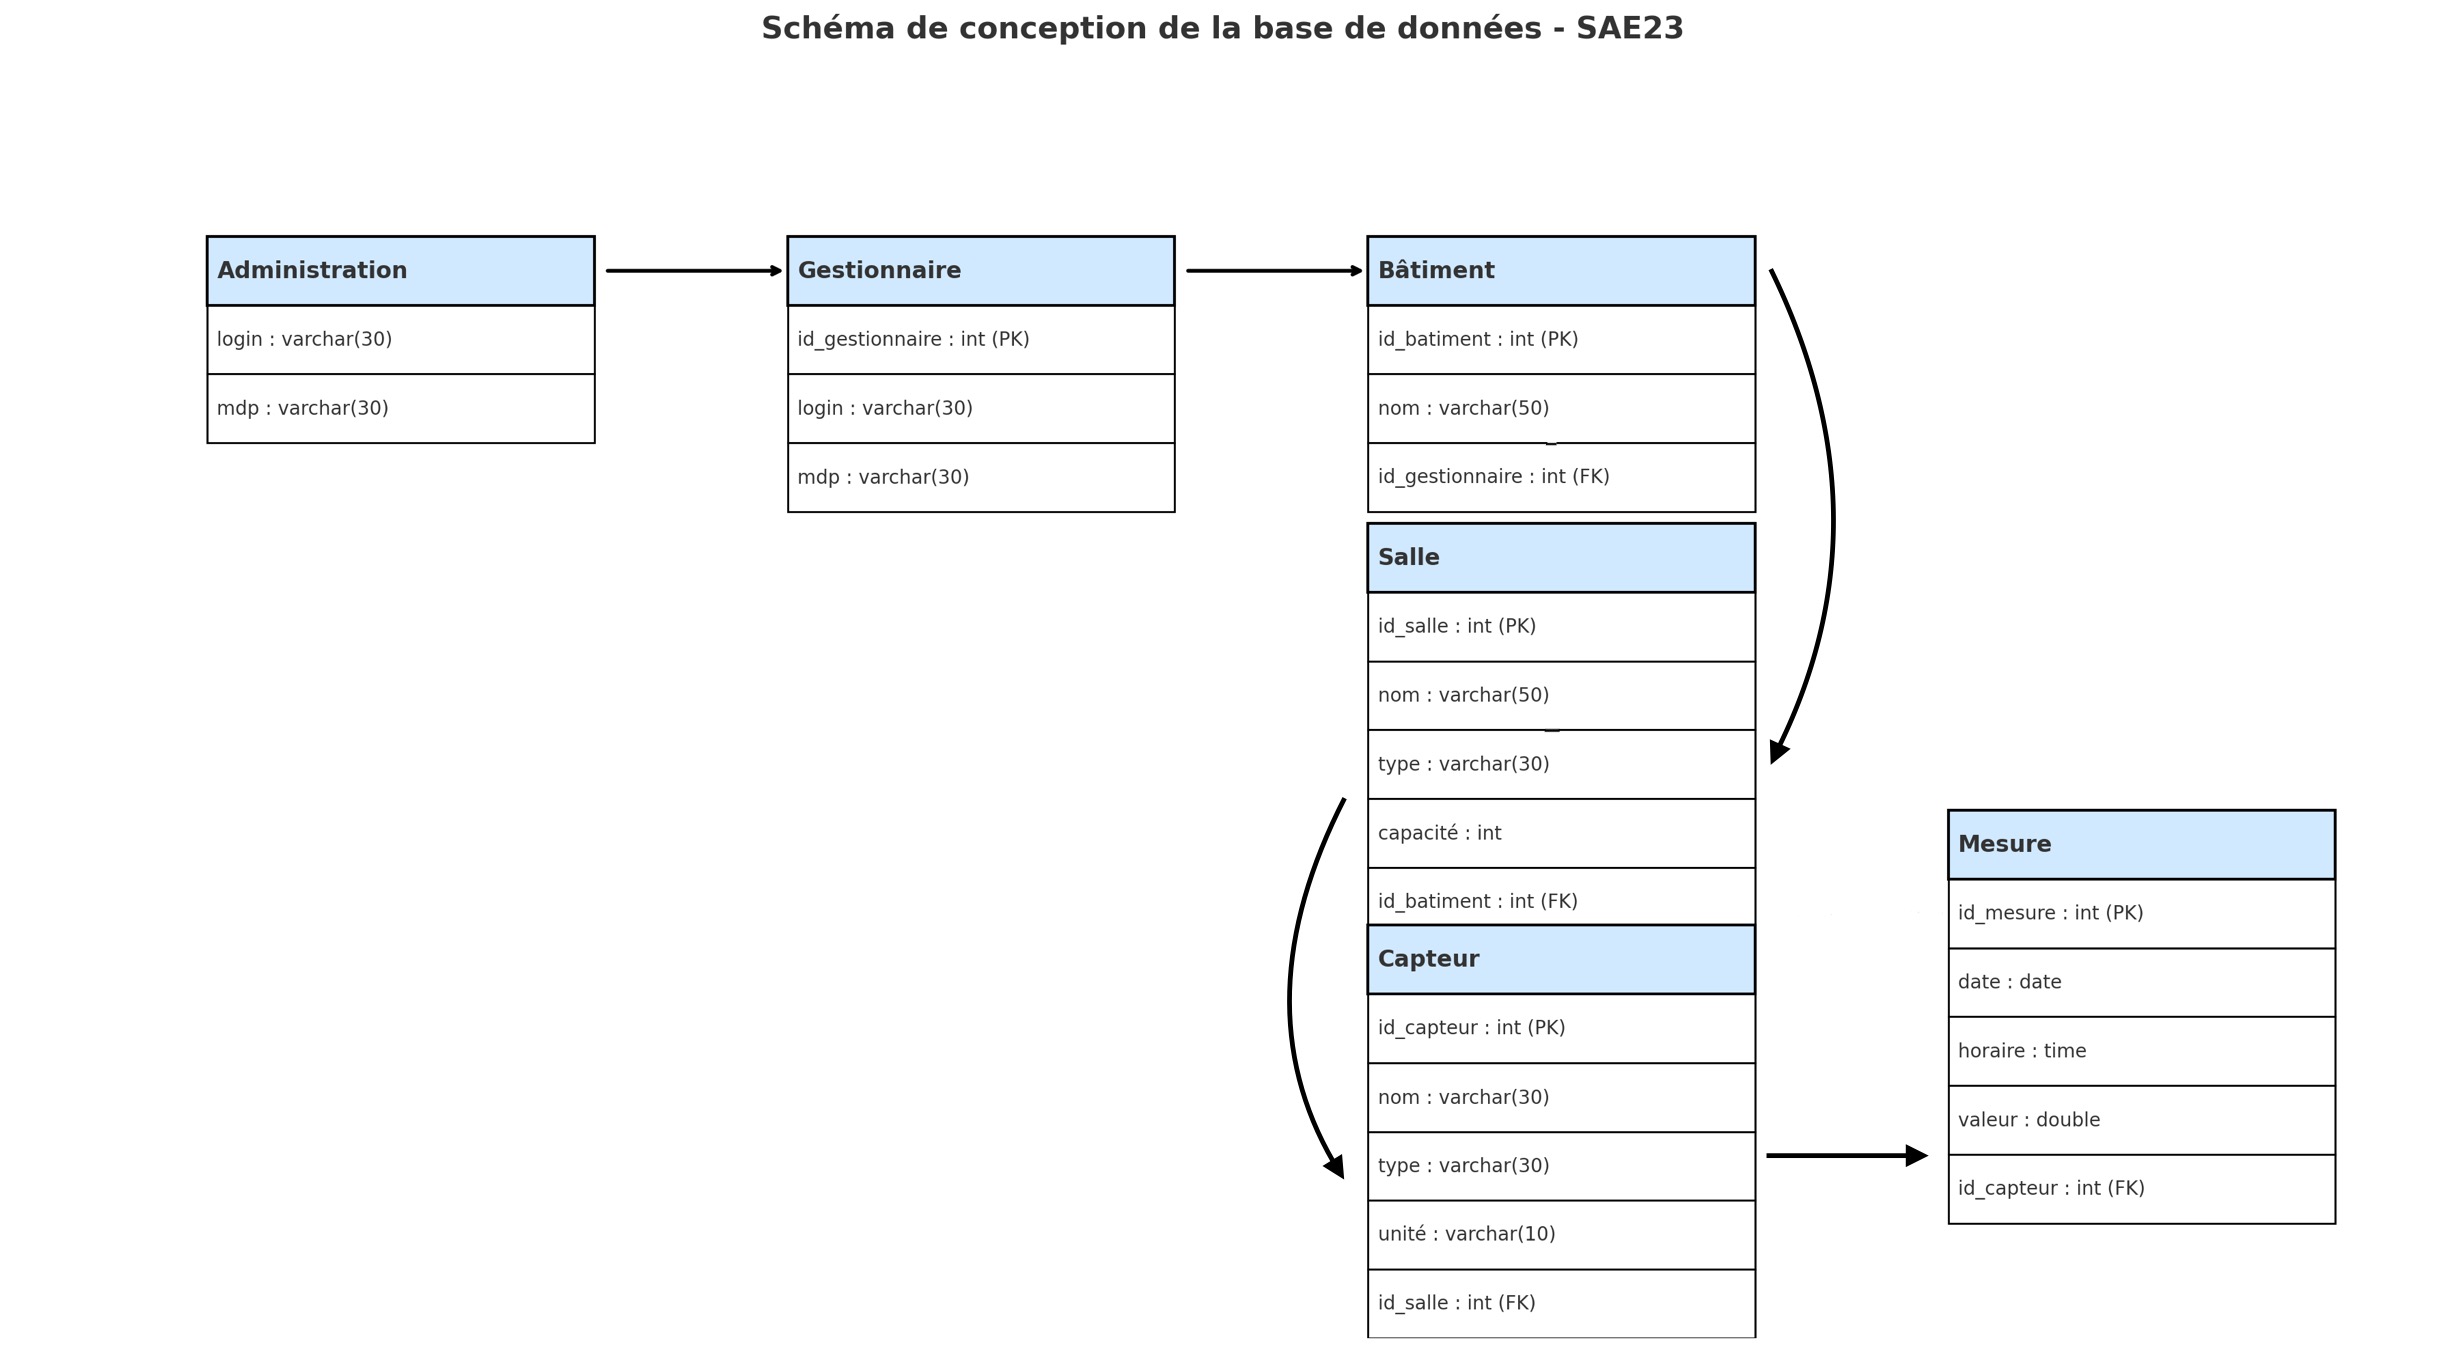 Schéma de conception de la base de données - SAE23
Administration
login : varchar(30)
mdp : varchar(30)
Gestionnaire
id_gestionnaire : int (PK)
login : varchar(30)
mdp : varchar(30)
Bâtiment
id_batiment : int (PK)
nom : varchar(50)
id_gestionnaire : int (FK)
Salle
id_salle : int (PK)
nom : varchar(50)
type : varchar(30)
capacité : int
id_batiment : int (FK)
Capteur
id_capteur : int (PK)
nom : varchar(30)
type : varchar(30)
unité : varchar(10)
id_salle : int (FK)
Mesure
id_mesure : int (PK)
date : date
horaire : time
valeur : double
id_capteur : int (FK)